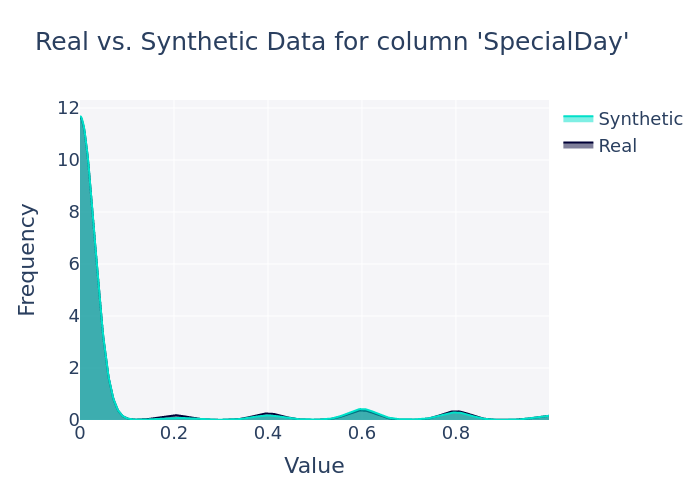 Real vs. Synthetic Data for column 'SpecialDay'
Synthetic
Real
Frequency
12
10
8
6
4
2
0
0
0.2
0.4
0.6
0.8
Value